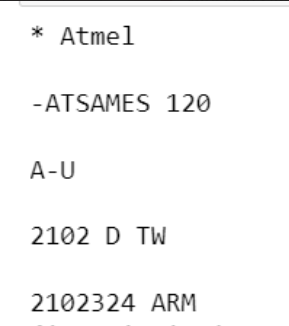 * Atmel
-ATSAMES 120
A-U
2102 D TW
2102324 ARM